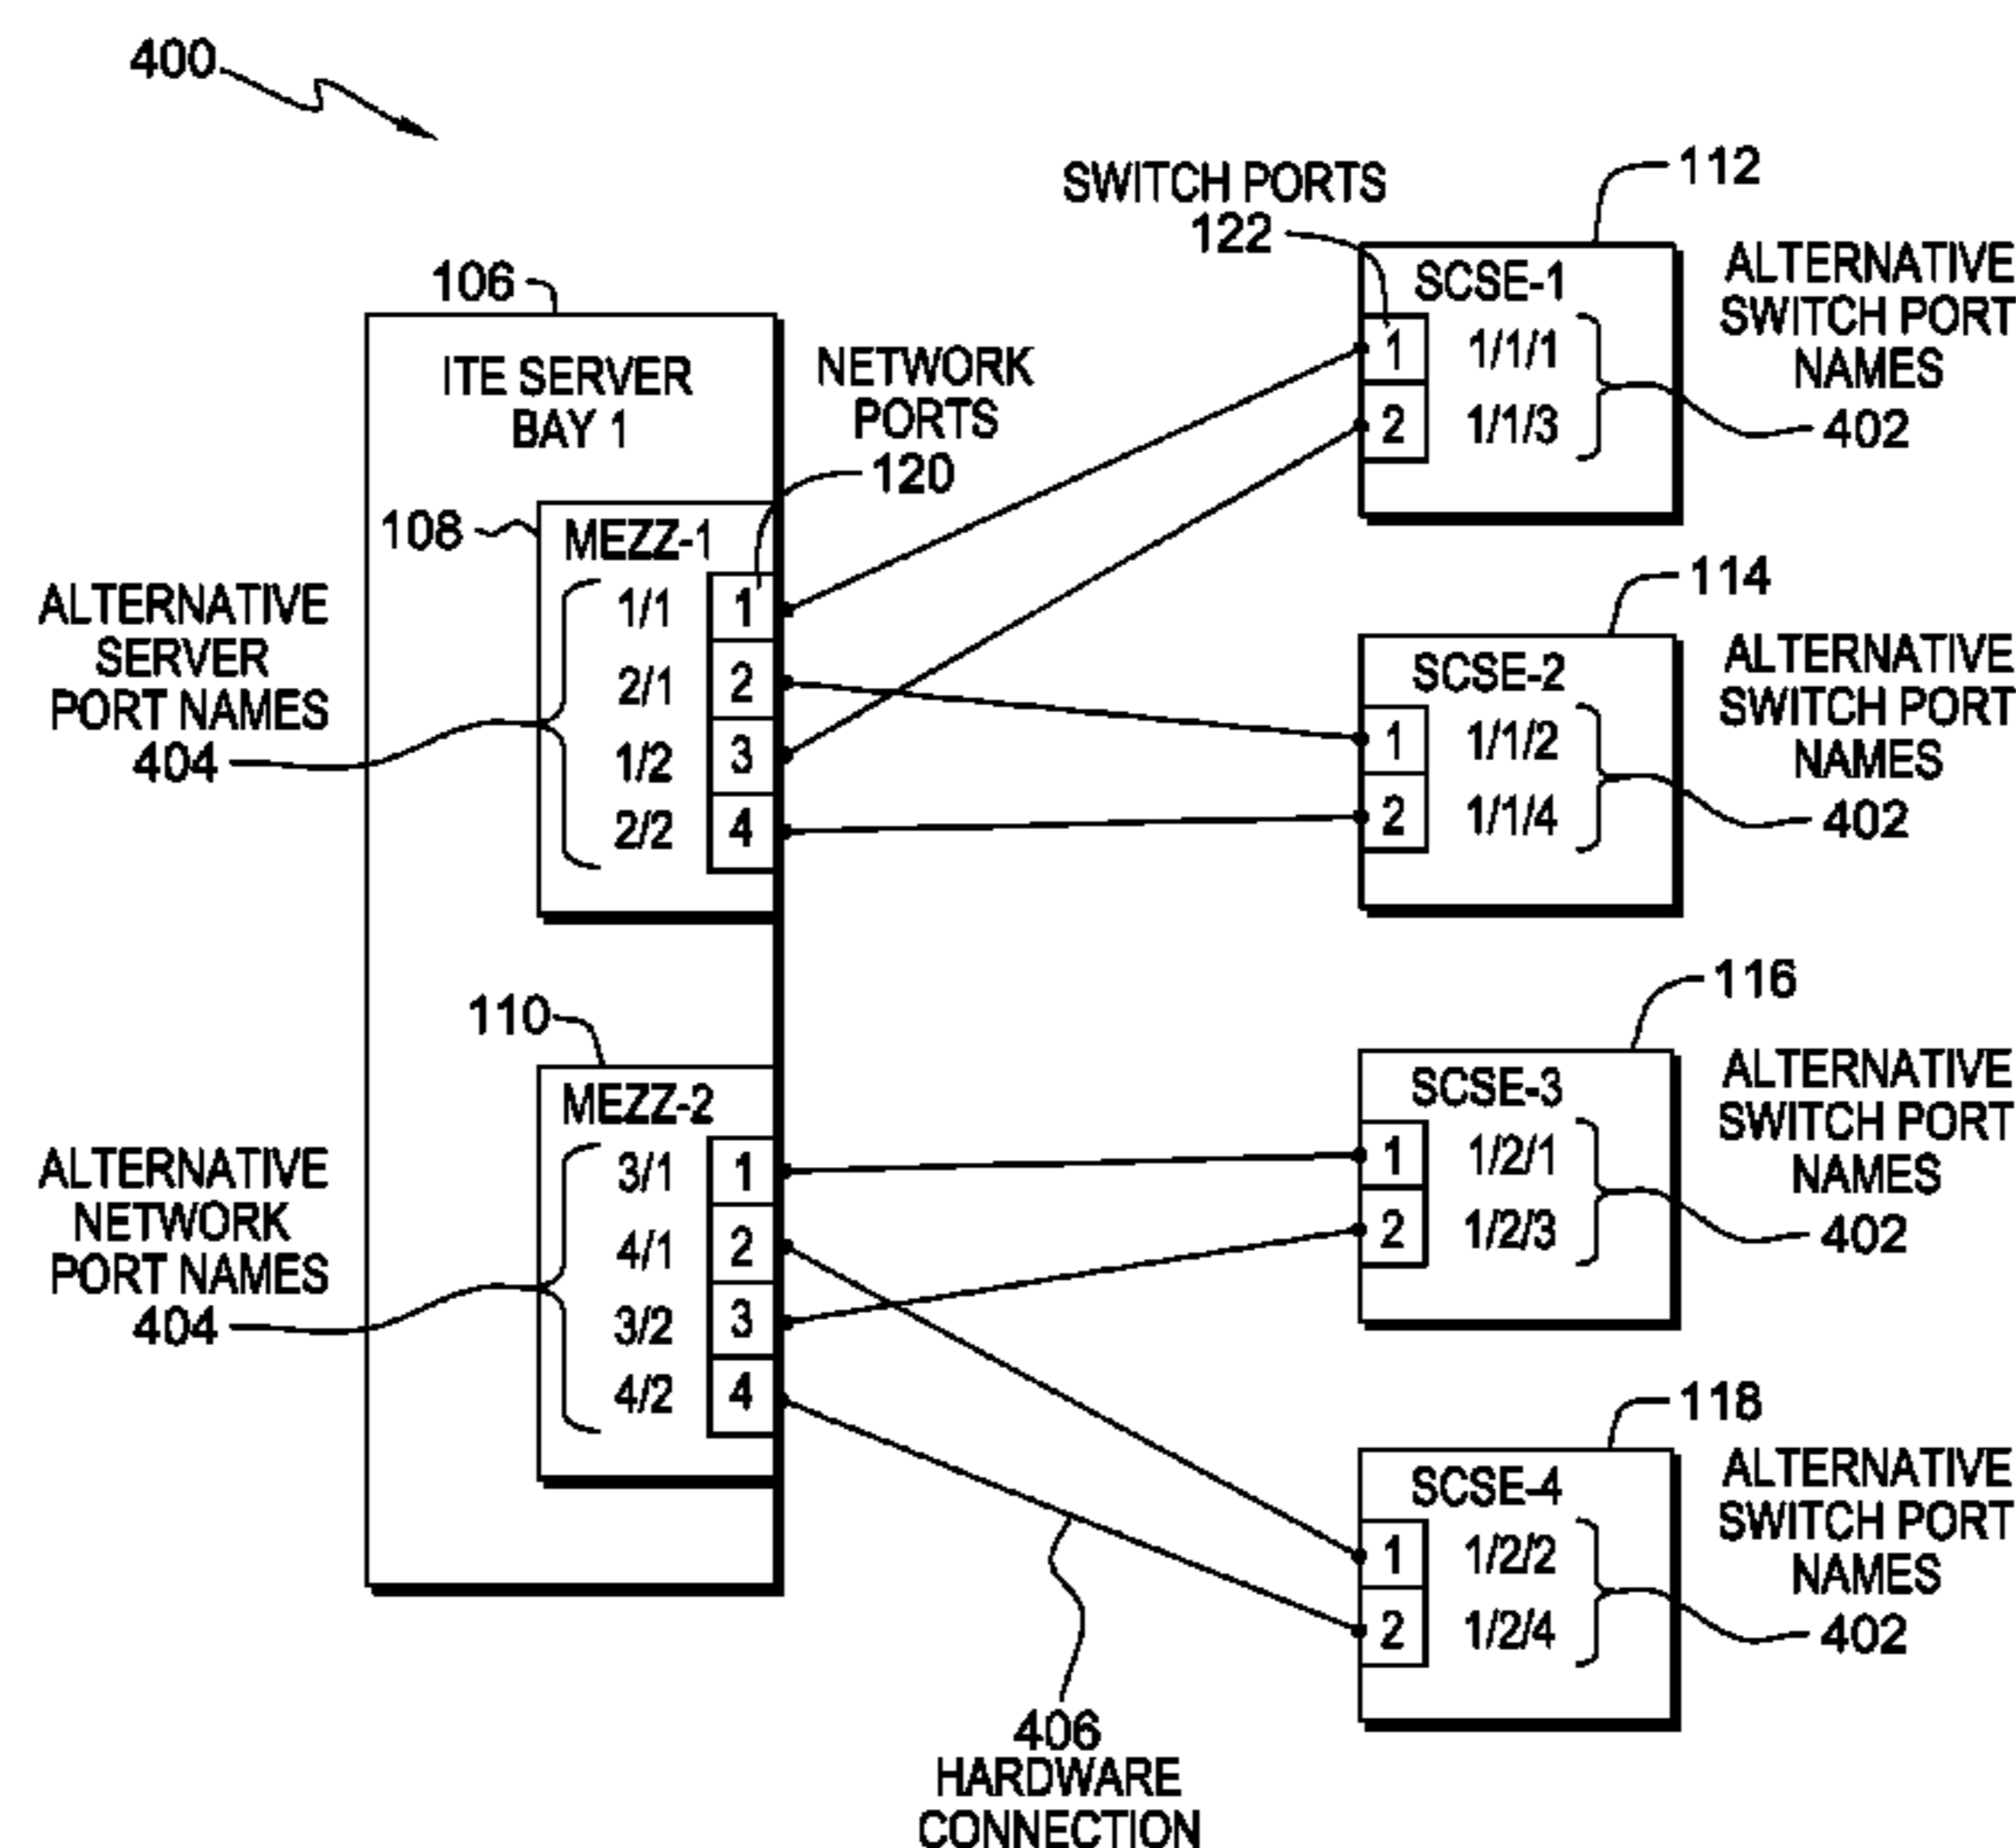 400
SWITCH PORTS
122
112
SCSE-1
1 1/1/1
2 1/1/3
ALTERNATIVE
SWITCH PORT
NAMES
402
106
ITE SERVER
BAY 1
NETWORK
PORTS
120
108
MEZZ-1
1/1 1
2/1 2
1/2 3
2/2 4
ALTERNATIVE
SERVER
PORT NAMES
404
114
SCSE-2
1 1/1/2
2 1/1/4
ALTERNATIVE
SWITCH PORT
NAMES
402
110
MEZZ-2
3/1 1
4/1 2
3/2 3
4/2 4
ALTERNATIVE
NETWORK
PORT NAMES
404
116
SCSE-3
1 1/2/1
2 1/2/3
ALTERNATIVE
SWITCH PORT
NAMES
402
118
SCSE-4
1 1/2/2
2 1/2/4
ALTERNATIVE
SWITCH PORT
NAMES
402
406
HARDWARE
CONNECTION